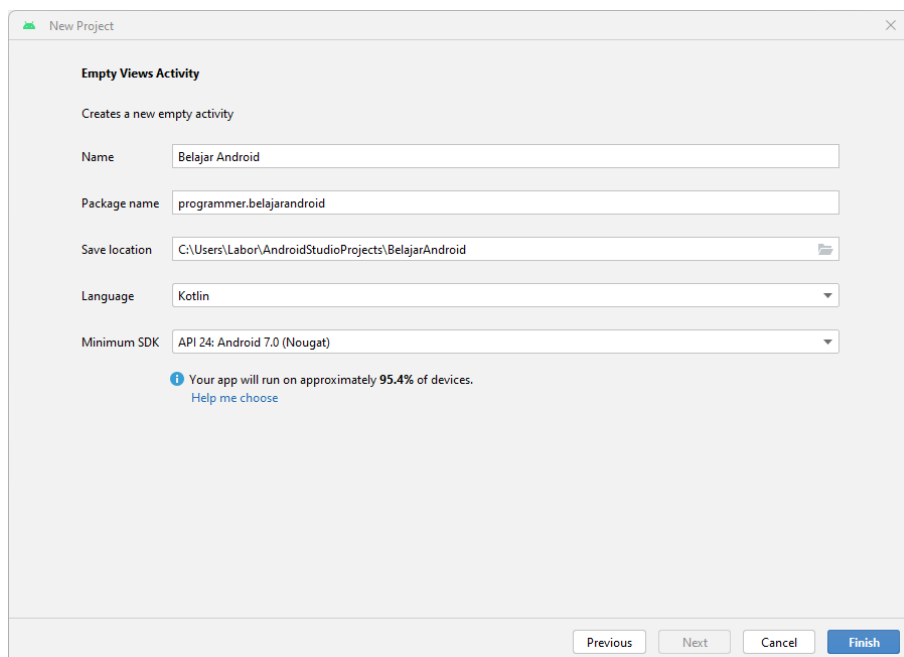 New Project
Empty Views Activity
Creates a new empty activity
Name Belajar Android
Package name programmer.belajarandroid
Save location C:\Users\Labor\AndroidStudioProjects\BelajarAndroid
Language Kotlin
Minimum SDK API 24: Android 7.0 (Nougat)
Your app will run on approximately 95.4% of devices.
Help me choose
Previous Next Cancel Finish